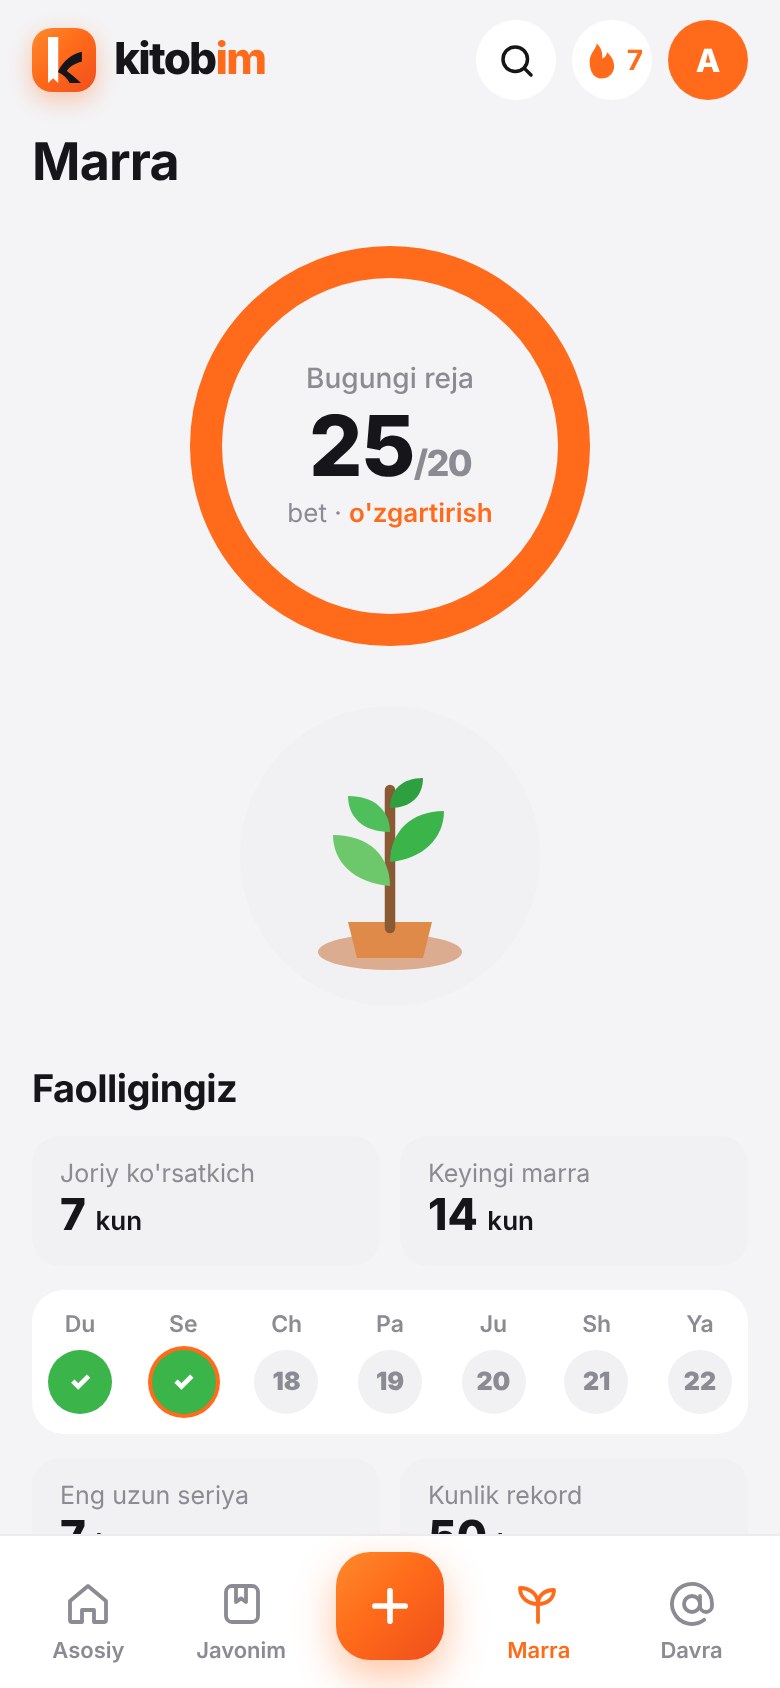 kitobim
7
A
Marra
Bugungi reja
25/20
bet · o'zgartirish
Faolligingiz
Joriy ko'rsatkich
7 kun
Keyingi marra
14 kun
Du Se Ch Pa Ju Sh Ya
18 19 20 21 22
Eng uzun seriya
7
Kunlik rekord
50
Asosiy
Javonim
Marra
Davra